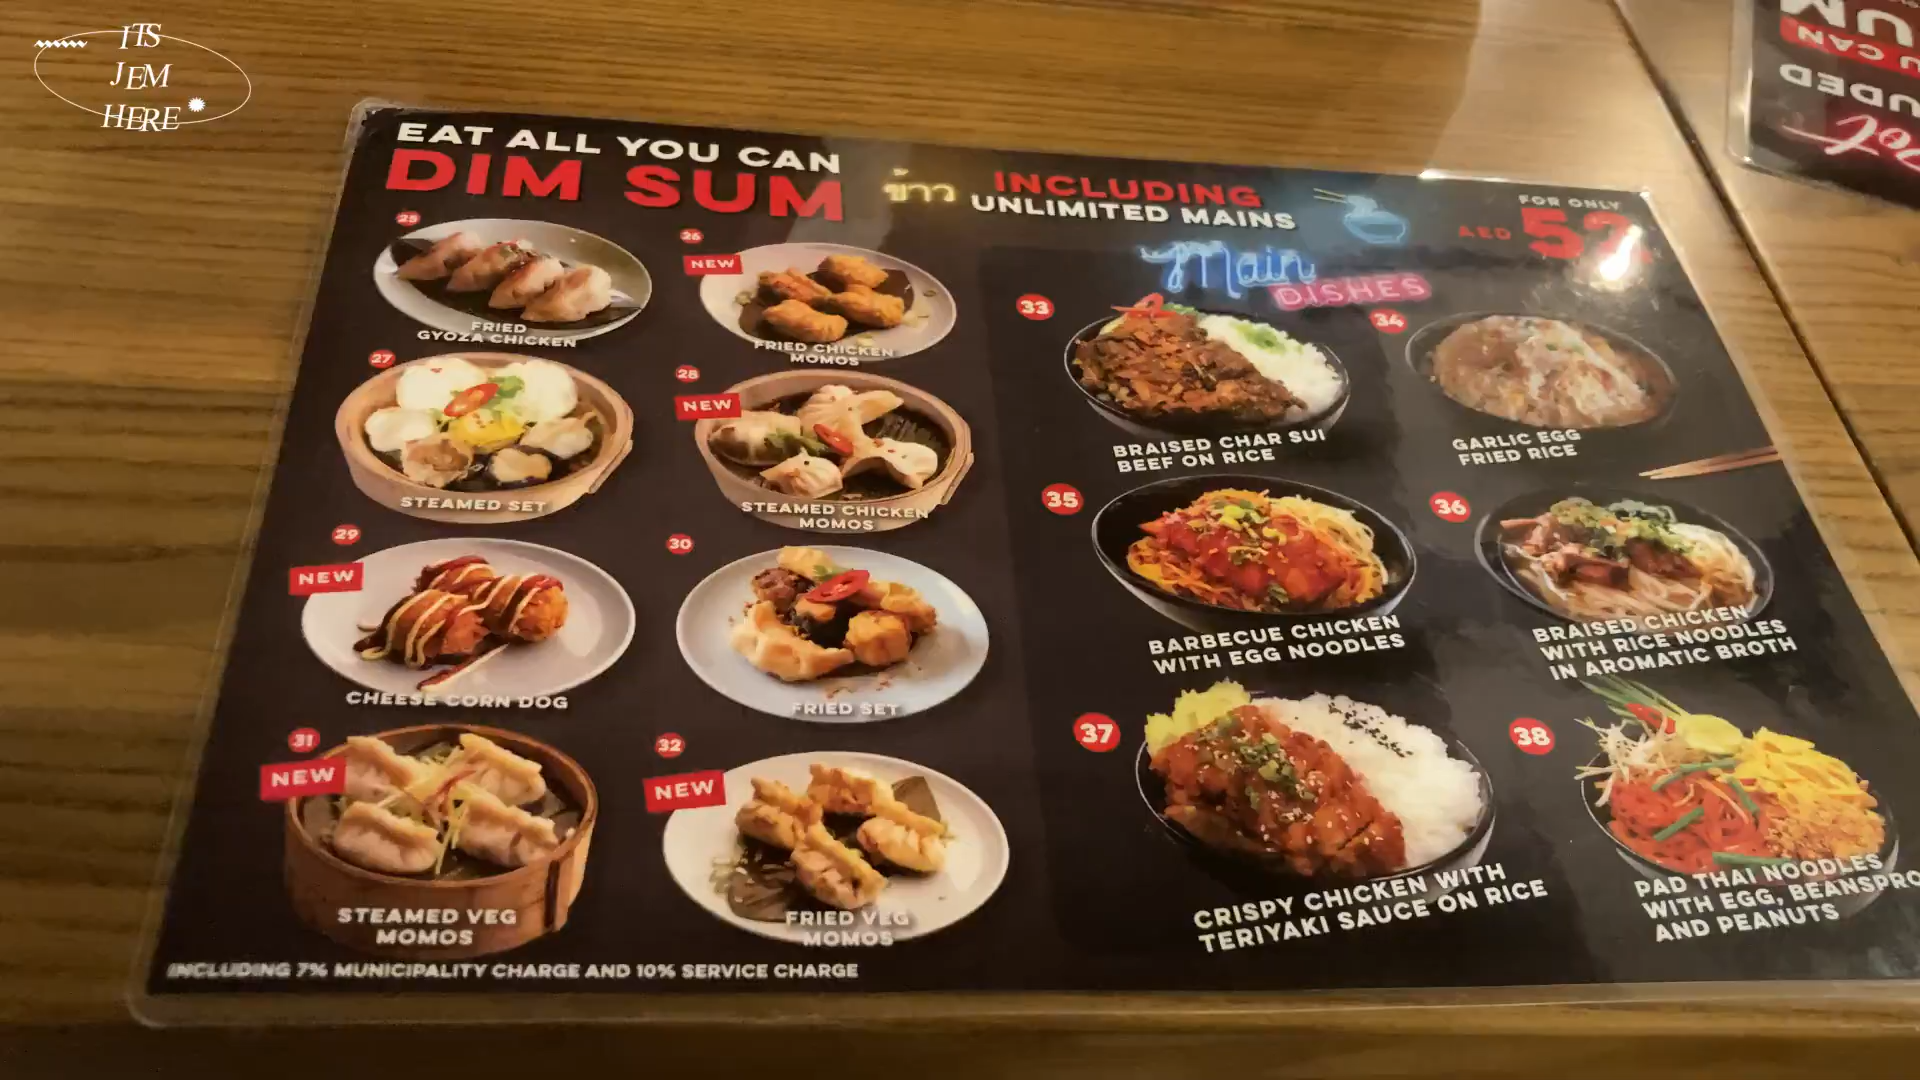 ITS
JEM
HERE
EAT ALL YOU CAN
DIM SUM
ข้าว
INCLUDING
UNLIMITED MAINS
FOR ONLY
AED
Main
DISHES
25
FRIED
GYOZA CHICKEN
26
NEW
FRIED CHICKEN
MOMOS
27
STEAMED SET
28
NEW
STEAMED CHICKEN
MOMOS
29
NEW
CHEESE CORN DOG
30
FRIED SET
31
NEW
STEAMED VEG
MOMOS
32
NEW
FRIED VEG
MOMOS
33
BRAISED CHAR SUI
BEEF ON RICE
34
GARLIC EGG
FRIED RICE
35
BARBECUE CHICKEN
WITH EGG NOODLES
36
BRAISED CHICKEN
WITH RICE NOODLES
IN AROMATIC BROTH
37
CRISPY CHICKEN WITH
TERIYAKI SAUCE ON RICE
38
PAD THAI NOODLES
WITH EGG, BEANSPRO
AND PEANUTS
INCLUDING 7% MUNICIPALITY CHARGE AND 10% SERVICE CHARGE
U CAN
UM
UDED